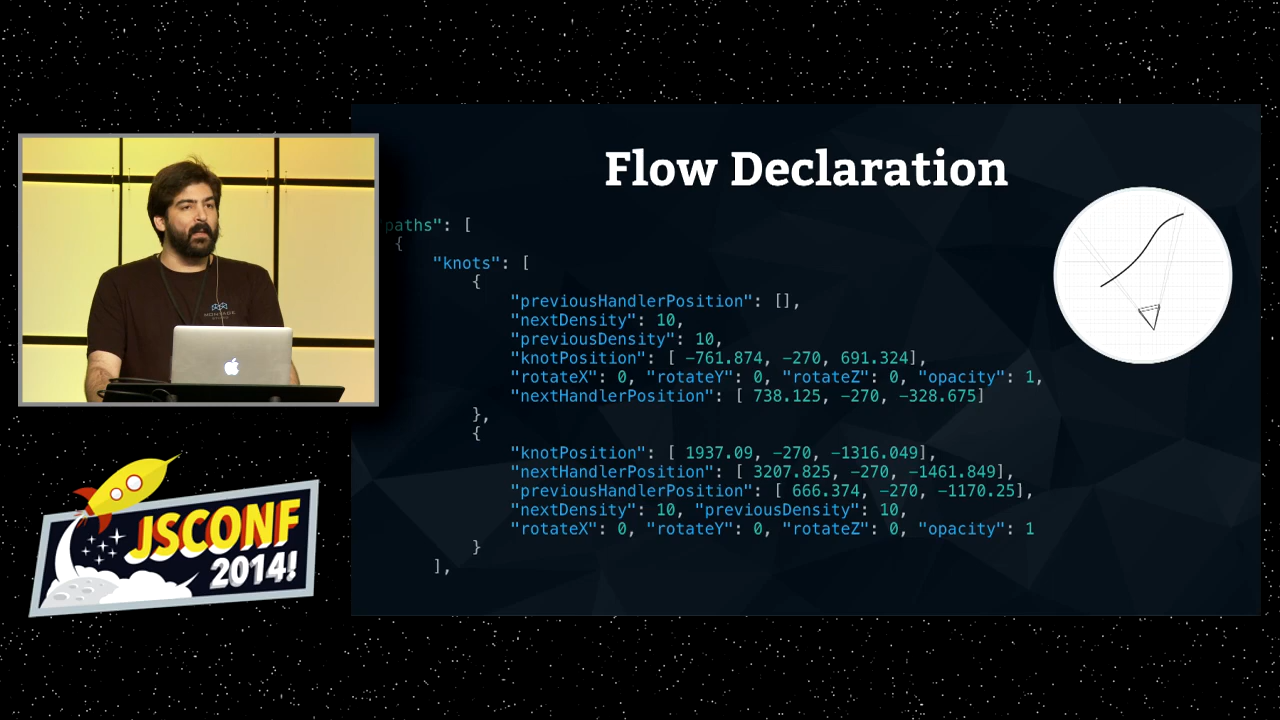 Flow Declaration
paths": [
{
"knots": [
{
"previousHandlerPosition": [],
"nextDensity": 10,
"previousDensity": 10,
"knotPosition": [ -761.874, -270, 691.324],
"rotateX": 0, "rotateY": 0, "rotateZ": 0, "opacity": 1,
"nextHandlerPosition": [ 738.125, -270, -328.675]
},
{
"knotPosition": [ 1937.09, -270, -1316.049],
"nextHandlerPosition": [ 3207.825, -270, -1461.849],
"previousHandlerPosition": [ 666.374, -270, -1170.25],
"nextDensity": 10, "previousDensity": 10,
"rotateX": 0, "rotateY": 0, "rotateZ": 0, "opacity": 1
}
],
MONTAGE
JSCONF
2014!